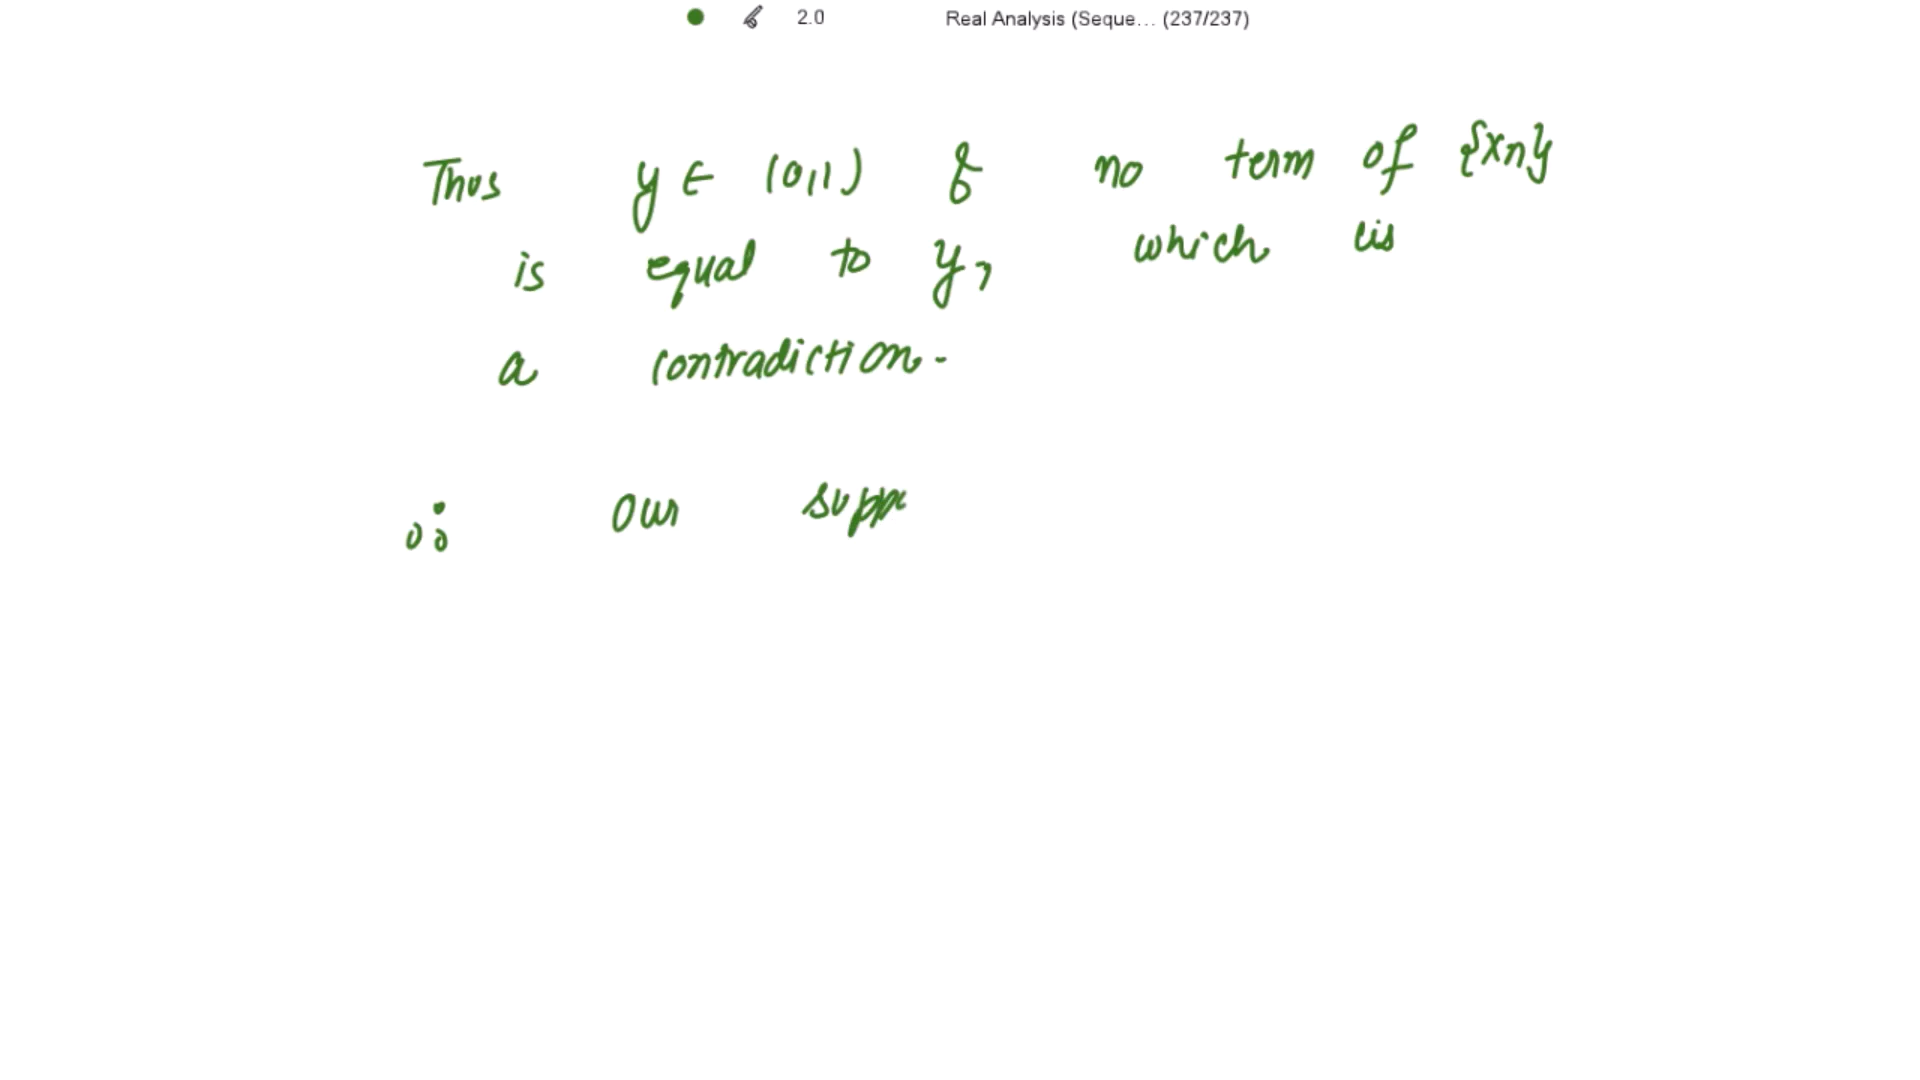 2.0 Real Analysis (Seque... (237/237)
Thus y ∈ (0,1) & no term of {xn}
is equal to y, which is
a contradiction.
∴ Our suppo